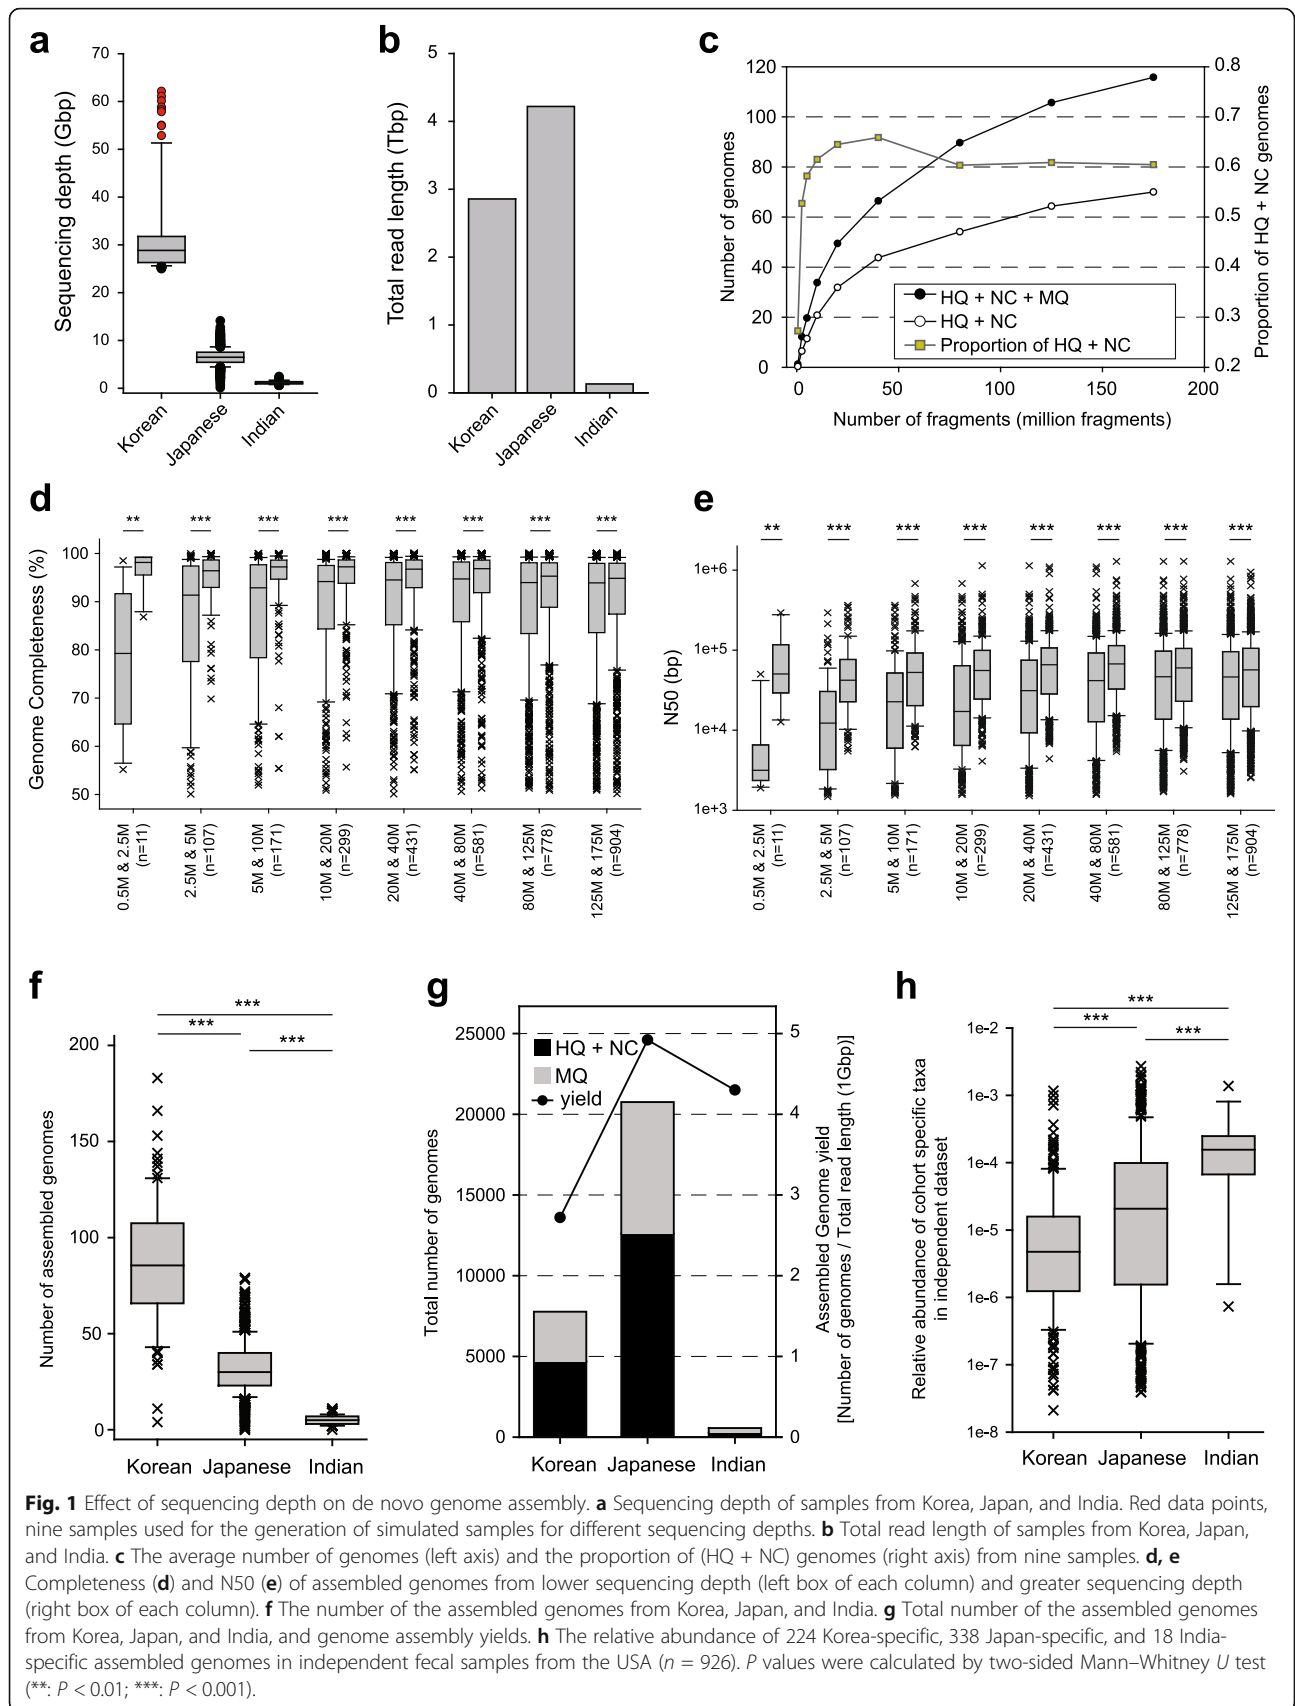 a
70
60
50
40
30
20
10
0
Sequencing depth (Gbp)
Korean
Japanese
Indian
b
5
4
3
2
1
0
Total read length (Tbp)
Korean
Japanese
Indian
c
120
100
80
60
40
20
0
Number of genomes
0.8
0.7
0.6
0.5
0.4
0.3
0.2
Proportion of HQ + NC genomes
HQ + NC + MQ
HQ + NC
Proportion of HQ + NC
0
50
100
150
200
Number of fragments (million fragments)
d
** *** *** *** *** *** *** ***
100
90
80
70
60
50
Genome Completeness (%)
0.5M & 2.5M
(n=11)
2.5M & 5M
(n=107)
5M & 10M
(n=171)
10M & 20M
(n=299)
20M & 40M
(n=431)
40M & 80M
(n=581)
80M & 125M
(n=778)
125M & 175M
(n=904)
e
** *** *** *** *** *** *** ***
1e+6
1e+5
1e+4
1e+3
N50 (bp)
0.5M & 2.5M
(n=11)
2.5M & 5M
(n=107)
5M & 10M
(n=171)
10M & 20M
(n=299)
20M & 40M
(n=431)
40M & 80M
(n=581)
80M & 125M
(n=778)
125M & 175M
(n=904)
f
***
*** ***
200
150
100
50
0
Number of assembled genomes
Korean Japanese Indian
g
25000
20000
15000
10000
5000
0
Total number of genomes
HQ + NC
MQ
yield
5
4
3
2
1
0
Assembled Genome yield
[Number of genomes / Total read length (1Gbp)]
Korean Japanese Indian
h
***
*** ***
1e-2
1e-3
1e-4
1e-5
1e-6
1e-7
1e-8
Relative abundance of cohort specific taxa
in independent dataset
Korean Japanese Indian
Fig. 1 Effect of sequencing depth on de novo genome assembly. a Sequencing depth of samples from Korea, Japan, and India. Red data points,
nine samples used for the generation of simulated samples for different sequencing depths. b Total read length of samples from Korea, Japan,
and India. c The average number of genomes (left axis) and the proportion of (HQ + NC) genomes (right axis) from nine samples. d, e
Completeness (d) and N50 (e) of assembled genomes from lower sequencing depth (left box of each column) and greater sequencing depth
(right box of each column). f The number of the assembled genomes from Korea, Japan, and India. g Total number of the assembled genomes
from Korea, Japan, and India, and genome assembly yields. h The relative abundance of 224 Korea-specific, 338 Japan-specific, and 18 India-
specific assembled genomes in independent fecal samples from the USA (n = 926). P values were calculated by two-sided Mann–Whitney U test
(**: P < 0.01; ***: P < 0.001).